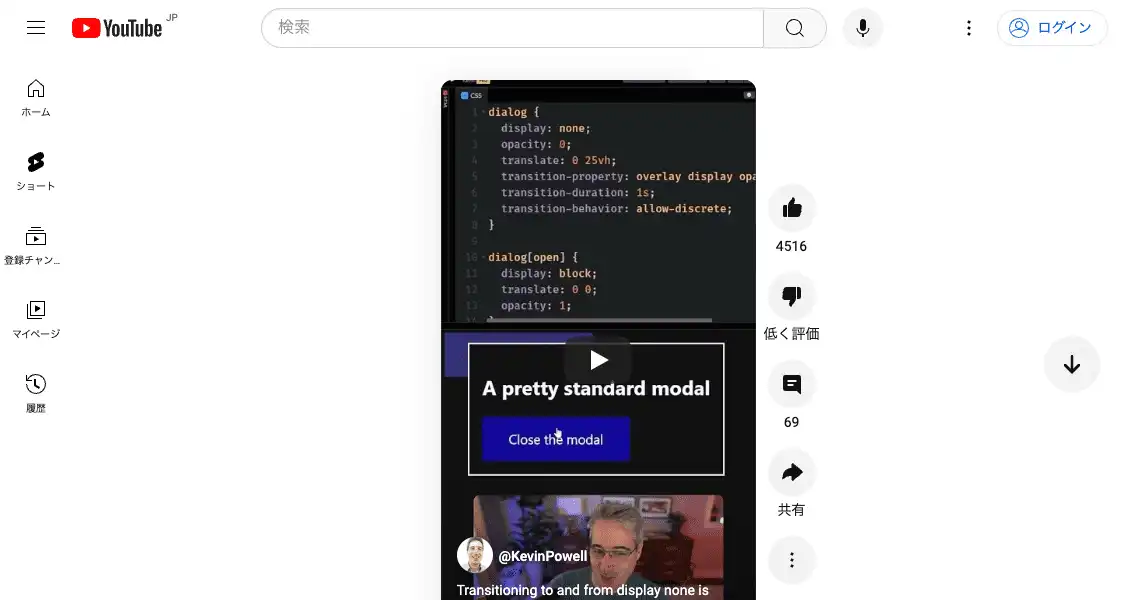 YouTube JP
検索
ログイン
ホーム
ショート
登録チャン...
マイページ
履歴
CSS
1 dialog {
2 display: none;
3 opacity: 0;
4 translate: 0 25vh;
5 transition-property: overlay display opa
6 transition-duration: 1s;
7 transition-behavior: allow-discrete;
8 }
9
10 dialog[open] {
11 display: block;
12 translate: 0 0;
13 opacity: 1;
A pretty standard modal
Close the modal
@KevinPowell
Transitioning to and from display none is
4516
低く評価
69
共有